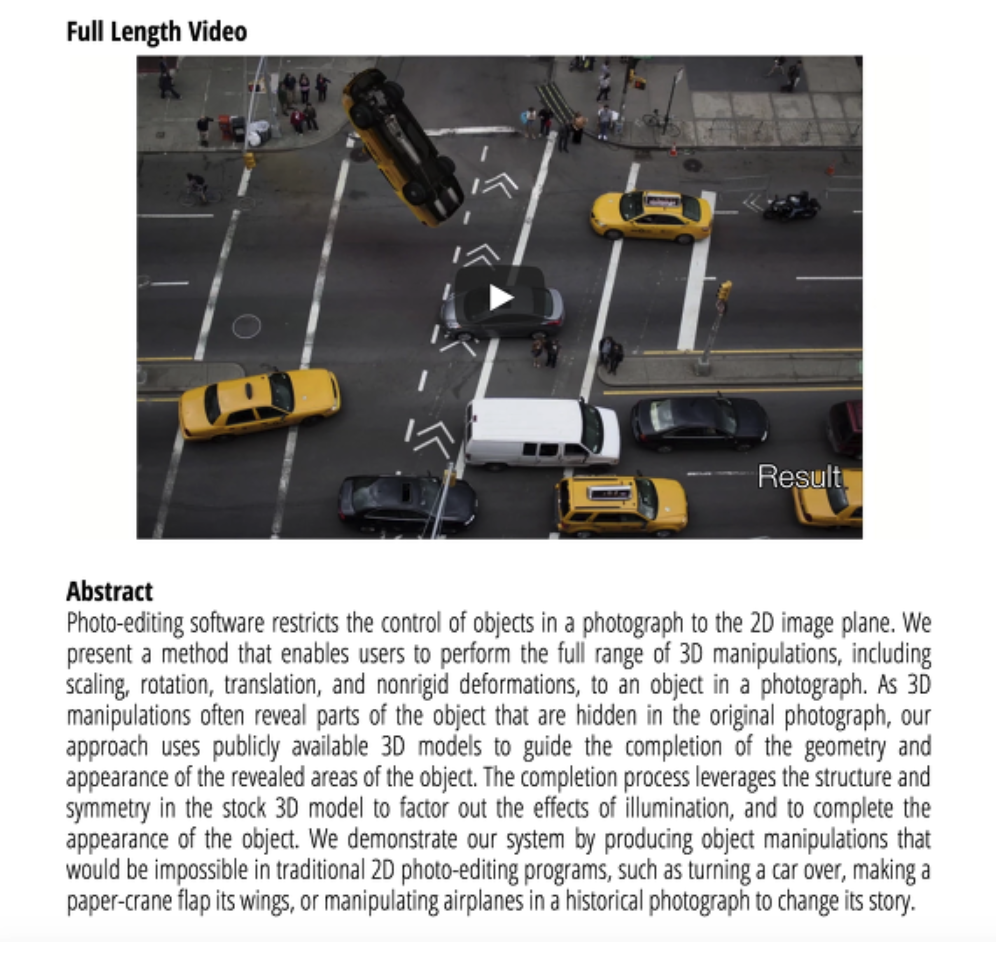 Full Length Video
Result
Abstract
Photo-editing software restricts the control of objects in a photograph to the 2D image plane. We
present a method that enables users to perform the full range of 3D manipulations, including
scaling, rotation, translation, and nonrigid deformations, to an object in a photograph. As 3D
manipulations often reveal parts of the object that are hidden in the original photograph, our
approach uses publicly available 3D models to guide the completion of the geometry and
appearance of the revealed areas of the object. The completion process leverages the structure and
symmetry in the stock 3D model to factor out the effects of illumination, and to complete the
appearance of the object. We demonstrate our system by producing object manipulations that
would be impossible in traditional 2D photo-editing programs, such as turning a car over, making a
paper-crane flap its wings, or manipulating airplanes in a historical photograph to change its story.